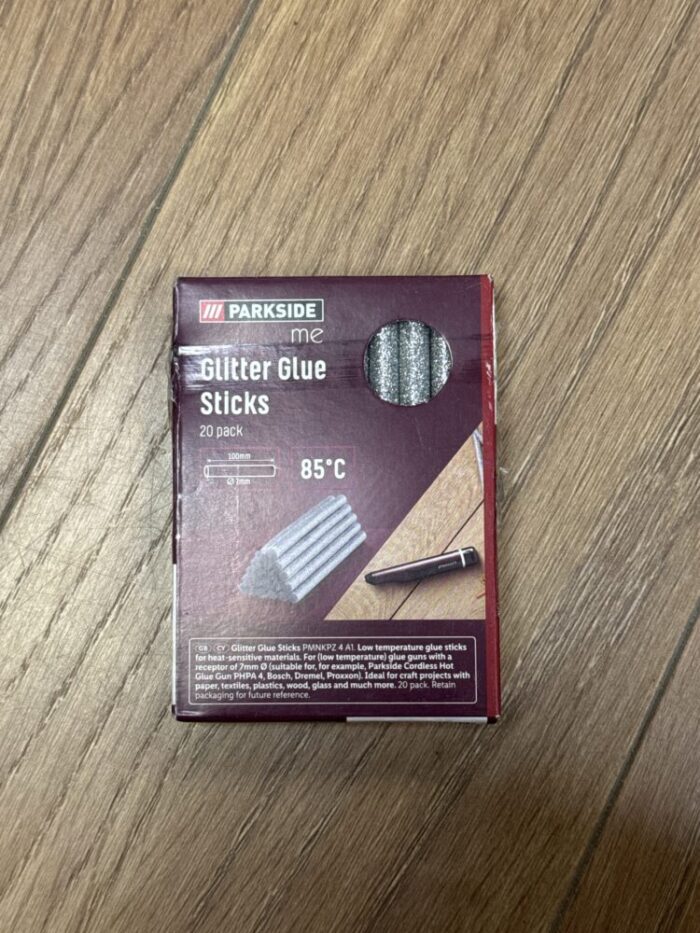 PARKSIDE
me
Glitter Glue
Sticks
20 pack
100mm
Ø 7mm
85°C
GB CY Glitter Glue Sticks PMNKPZ 4 A1. Low temperature glue sticks
for heat-sensitive materials. For (low temperature) glue guns with a
receptor of 7mm Ø (suitable for, for example, Parkside Cordless Hot
Glue Gun PHPA 4, Bosch, Dremel, Proxxon). Ideal for craft projects with
paper, textiles, plastics, wood, glass and much more. 20 pack. Retain
packaging for future reference.